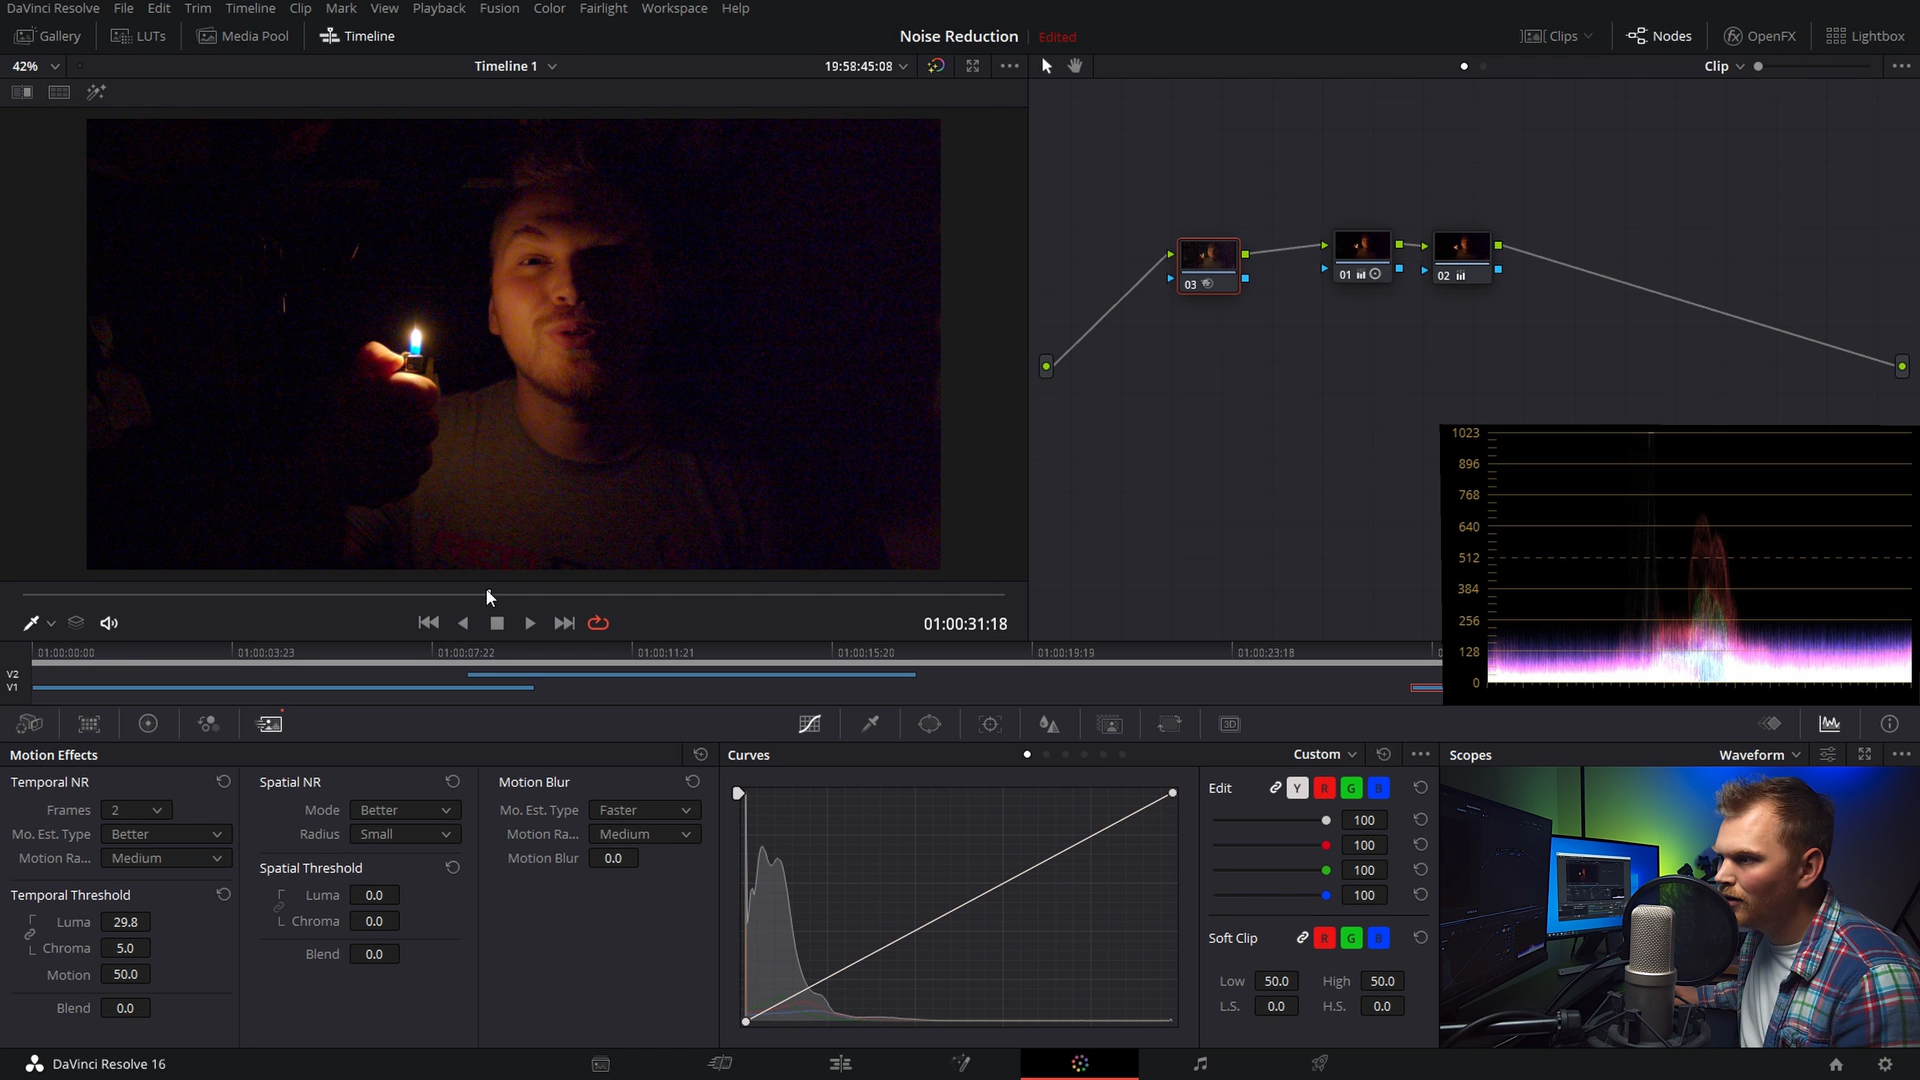 DaVinci Resolve File Edit Trim Timeline Clip Mark View Playback Fusion Color Fairlight Workspace Help
Gallery LUTs Media Pool Timeline Noise Reduction Edited Clips Nodes fx OpenFX Lightbox
42% Timeline 1 19:58:45:08 Clip
03 01 02
01:00:31:18
01:00:00:00 01:00:03:23 01:00:07:22 01:00:11:21 01:00:15:20 01:00:19:19 01:00:23:18
V2
V1
1023
896
768
640
512
384
256
128
0
3D
Motion Effects
Temporal NR
Frames 2
Mo. Est. Type Better
Motion Ra... Medium
Temporal Threshold
Luma 29.8
Chroma 5.0
Motion 50.0
Blend 0.0
Spatial NR
Mode Better
Radius Small
Spatial Threshold
Luma 0.0
Chroma 0.0
Blend 0.0
Motion Blur
Mo. Est. Type Faster
Motion Ra... Medium
Motion Blur 0.0
Curves Custom
Edit Y R G B
100
100
100
100
Soft Clip R G B
Low 50.0 High 50.0
L.S. 0.0 H.S. 0.0
Scopes Waveform
DaVinci Resolve 16